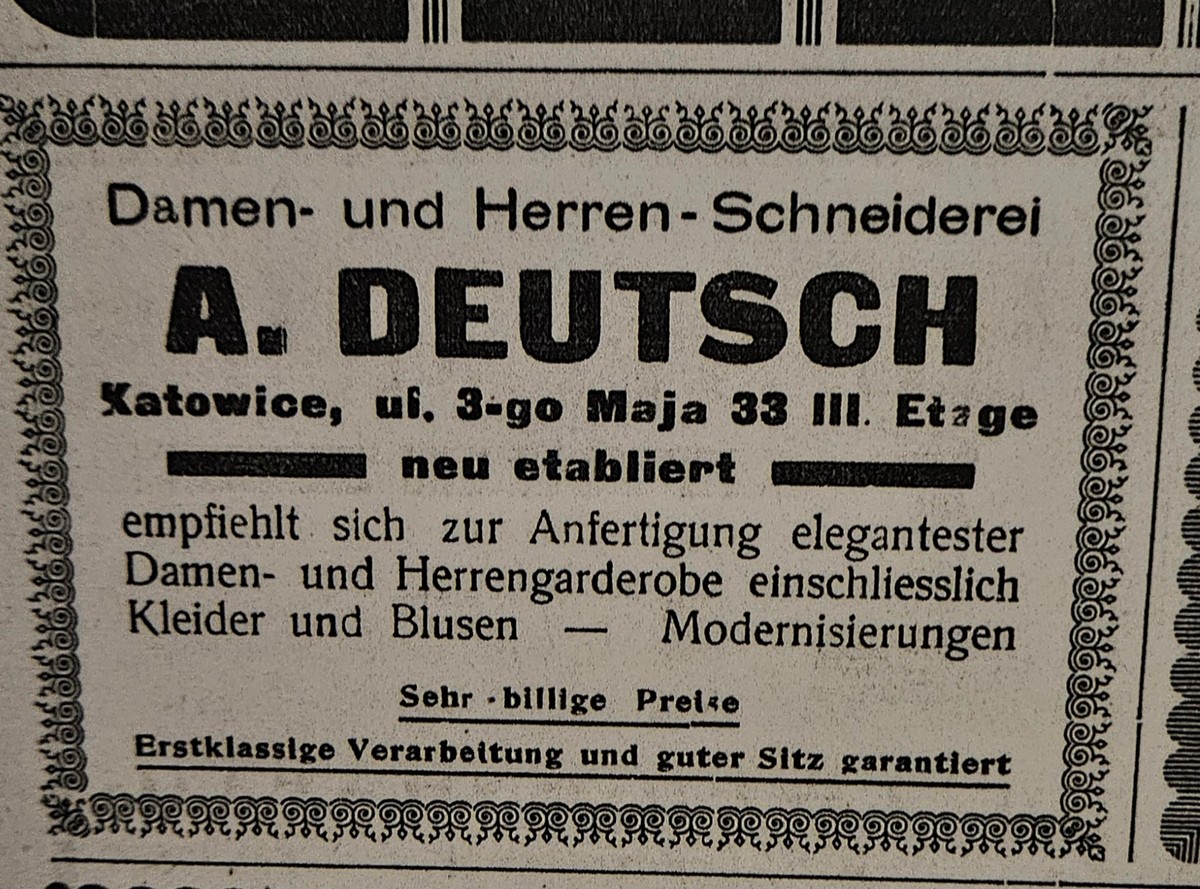 Damen- und Herren-Schneiderei
A. DEUTSCH
Katowice, ul. 3-go Maja 33 III. Etage
neu etabliert
empfiehlt sich zur Anfertigung elegantester
Damen- und Herrengarderobe einschliesslich
Kleider und Blusen — Modernisierungen
Sehr billige Preise
Erstklassige Verarbeitung und guter Sitz garantiert